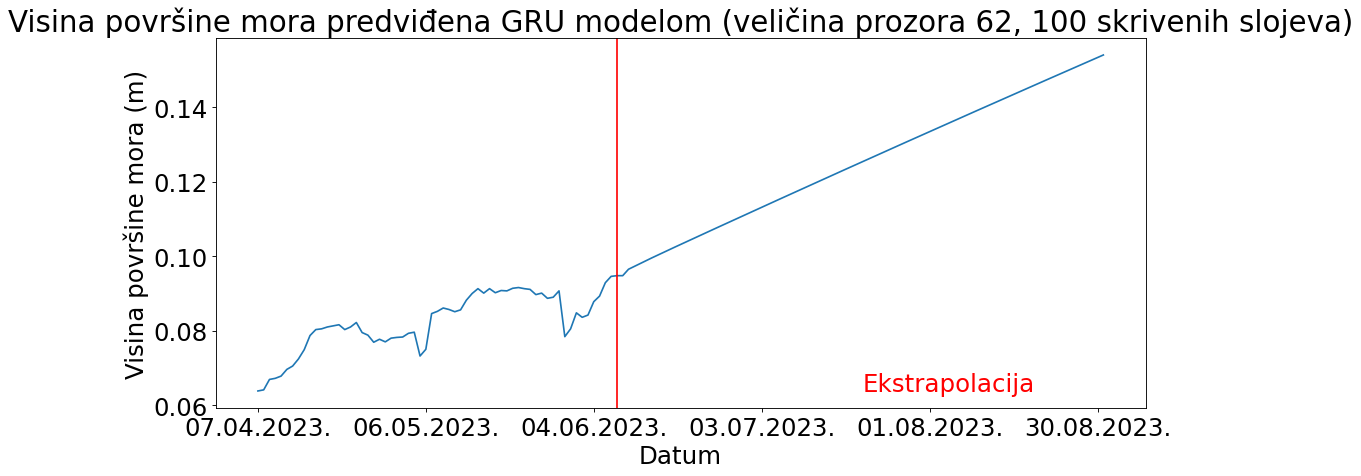 Visina površine mora predviđena GRU modelom (veličina prozora 62, 100 skrivenih slojeva)
Visina površine mora (m)
0.14
0.12
0.10
0.08
0.06
Ekstrapolacija
07.04.2023. 06.05.2023. 04.06.2023. 03.07.2023. 01.08.2023. 30.08.2023.
Datum